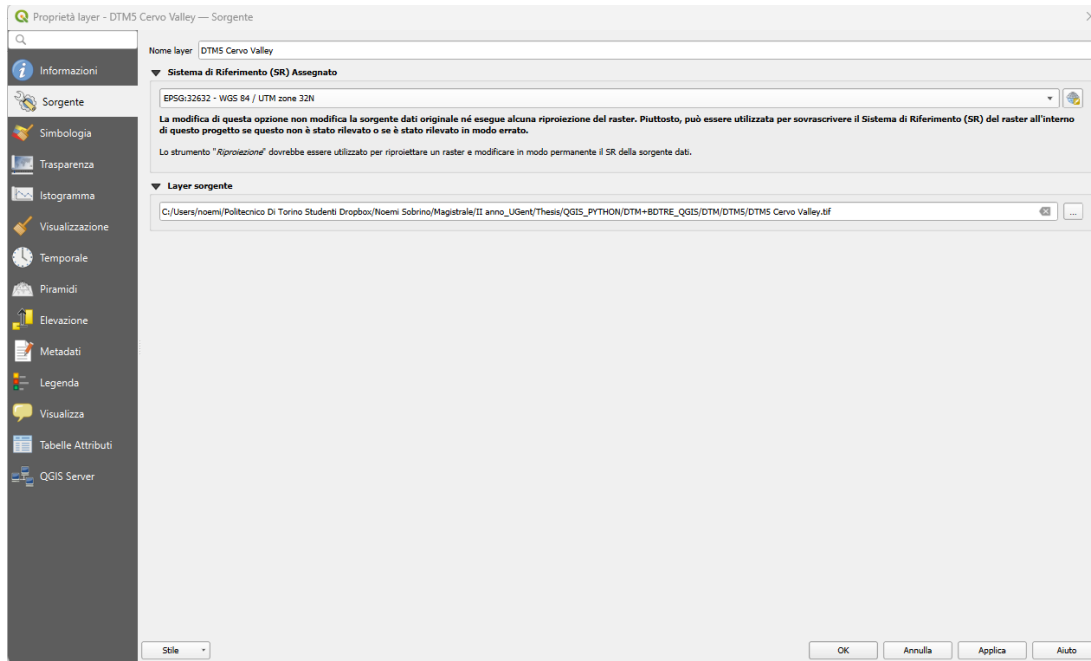 Proprietà layer - DTM5 Cervo Valley — Sorgente
Informazioni
Sorgente
Simbologia
Trasparenza
Istogramma
Visualizzazione
Temporale
Piramidi
Elevazione
Metadati
Legenda
Visualizza
Tabelle Attributi
QGIS Server
Nome layer DTM5 Cervo Valley
Sistema di Riferimento (SR) Assegnato
EPSG:32632 - WGS 84 / UTM zone 32N
La modifica di questa opzione non modifica la sorgente dati originale né esegue alcuna riproiezione del raster. Piuttosto, può essere utilizzata per sovrascrivere il Sistema di Riferimento (SR) del raster all'interno
di questo progetto se questo non è stato rilevato o se è stato rilevato in modo errato.
Lo strumento "Riproiezione" dovrebbe essere utilizzato per riproiettare un raster e modificare in modo permanente il SR della sorgente dati.
Layer sorgente
C:/Users/noemi/Politecnico Di Torino Studenti Dropbox/Noemi Sobrino/Magistrale/II anno_UGent/Thesis/QGIS_PYTHON/DTM+BDTRE_QGIS/DTM/DTM5/DTM5 Cervo Valley.tif
...
Stile
OK
Annulla
Applica
Aiuto